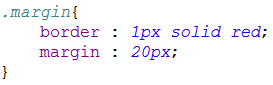 .margin{
    border : 1px solid red;
    margin : 20px;
}